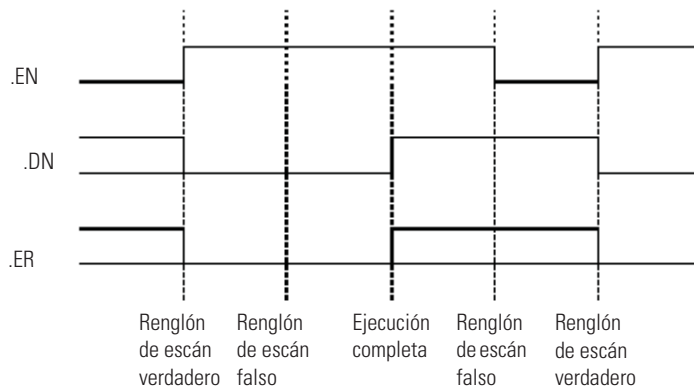 .EN
.DN
.ER
Renglón
de escán
verdadero
Renglón
de escán
falso
Ejecución
completa
Renglón
de escán
falso
Renglón
de escán
verdadero